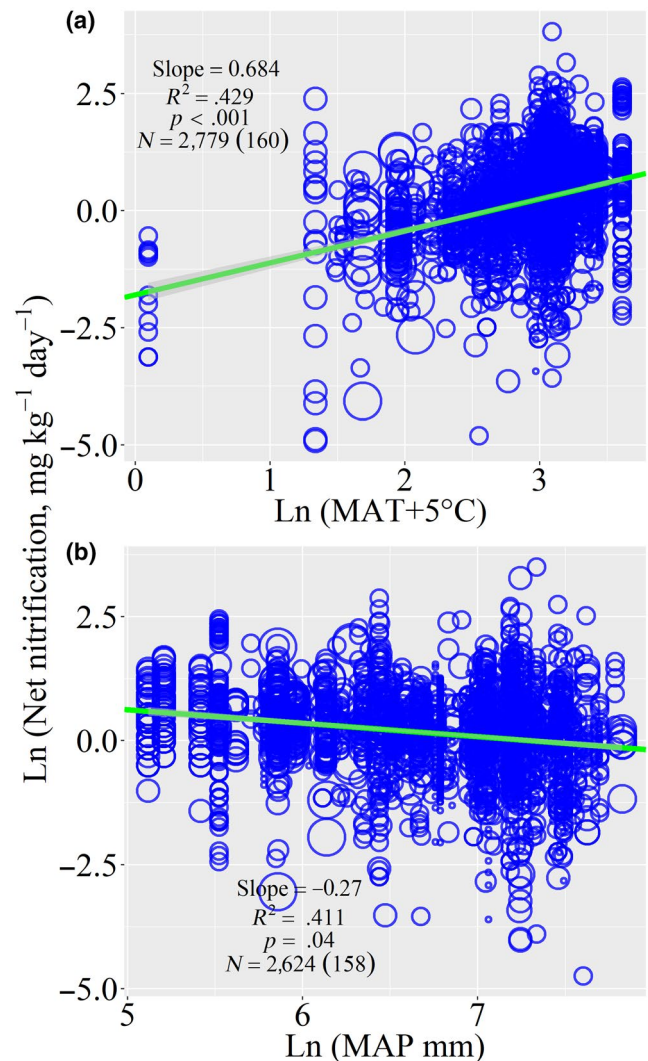 (a)
Slope = 0.684
R² = .429
p < .001
N = 2,779 (160)
2.5
0.0
−2.5
−5.0
0 1 2 3
Ln (MAT+5°C)
Ln (Net nitrification, mg kg⁻¹ day⁻¹)
(b)
2.5
0.0
−2.5
−5.0
Slope = −0.27
R² = .411
p = .04
N = 2,624 (158)
5 6 7
Ln (MAP mm)